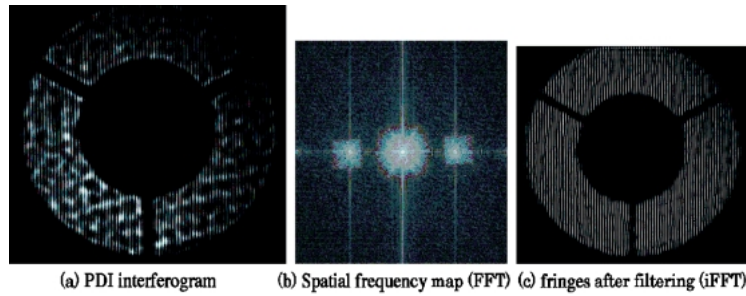 (a) PDI interferogram
(b) Spatial frequency map (FFT)
(c) fringes after filtering (iFFT)